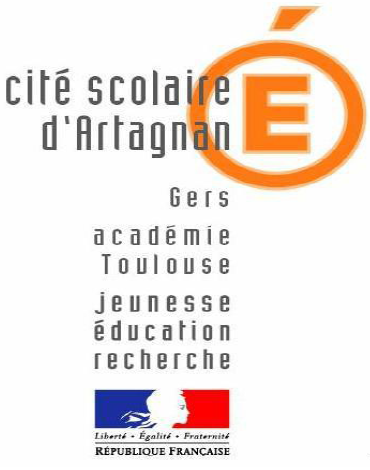 cité scolaire
d'Artagnan
É
Gers
académie
Toulouse
jeunesse
éducation
recherche
Liberté • Égalité • Fraternité
RÉPUBLIQUE FRANÇAISE